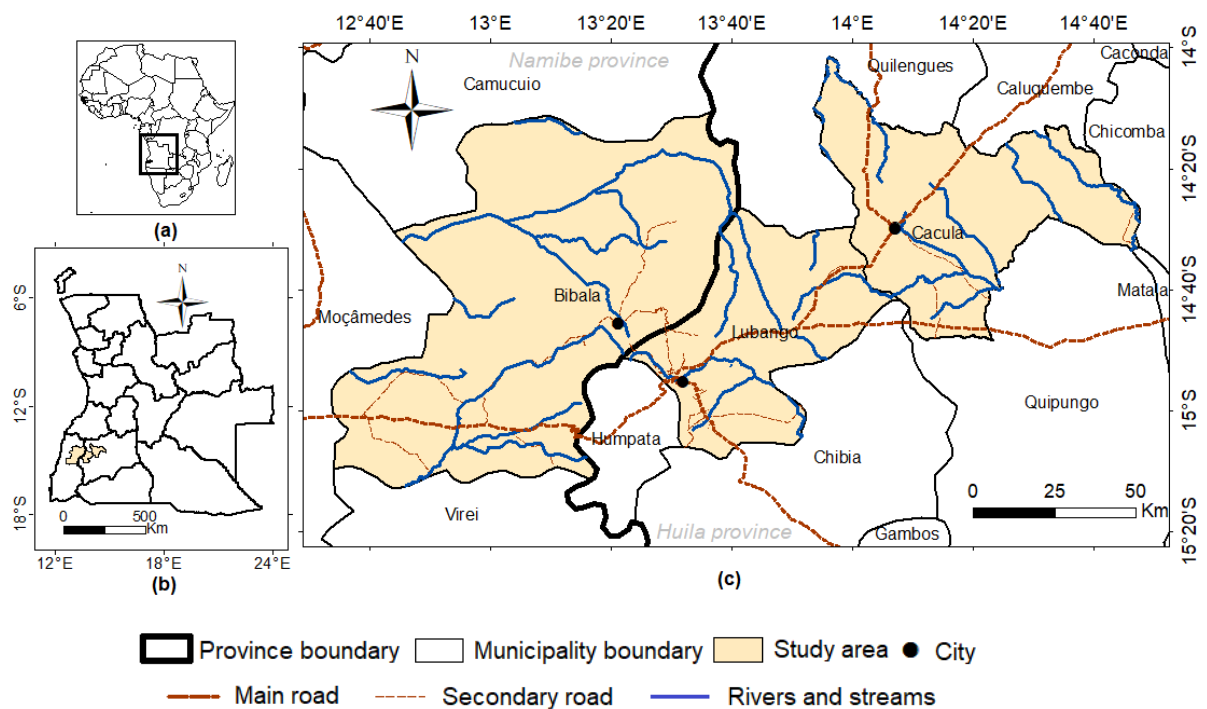 N
(a)
N
6°S
12°S
18°S
0 500
Km
12°E 18°E 24°E
(b)
12°40'E 13°E 13°20'E 13°40'E 14°E 14°20'E 14°40'E
N
Namibe province
Camucuio
Quilengues
Caconda
Caluquembe
Chicomba
Cacula
Bibala
Moçâmedes
Lubango
Matala
Quipungo
Humpata
Chibia
Virei
Huila province
Gambos
0 25 50
Km
14°S
14°20'S
14°40'S
15°S
15°20'S
(c)
Province boundary Municipality boundary Study area City
Main road Secondary road Rivers and streams